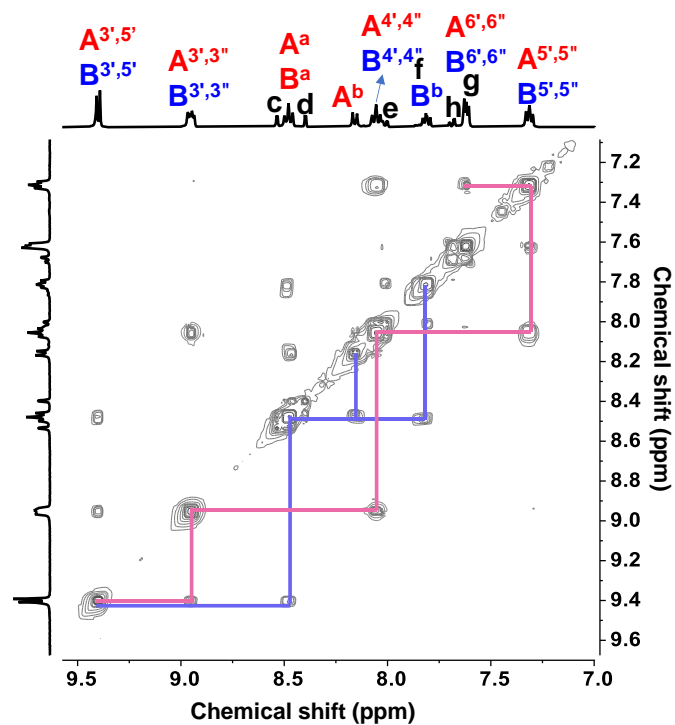 A3',5' A3',3" Aa Ab A4',4" A6',6" A5',5"
B3',5' B3',3" Ba B4',4" f Bb B6',6" B5',5"
c d e h g
7.2
7.4
7.6
7.8
8.0
8.2
8.4
8.6
8.8
9.0
9.2
9.4
9.6
Chemical shift (ppm)
9.5 9.0 8.5 8.0 7.5 7.0
Chemical shift (ppm)